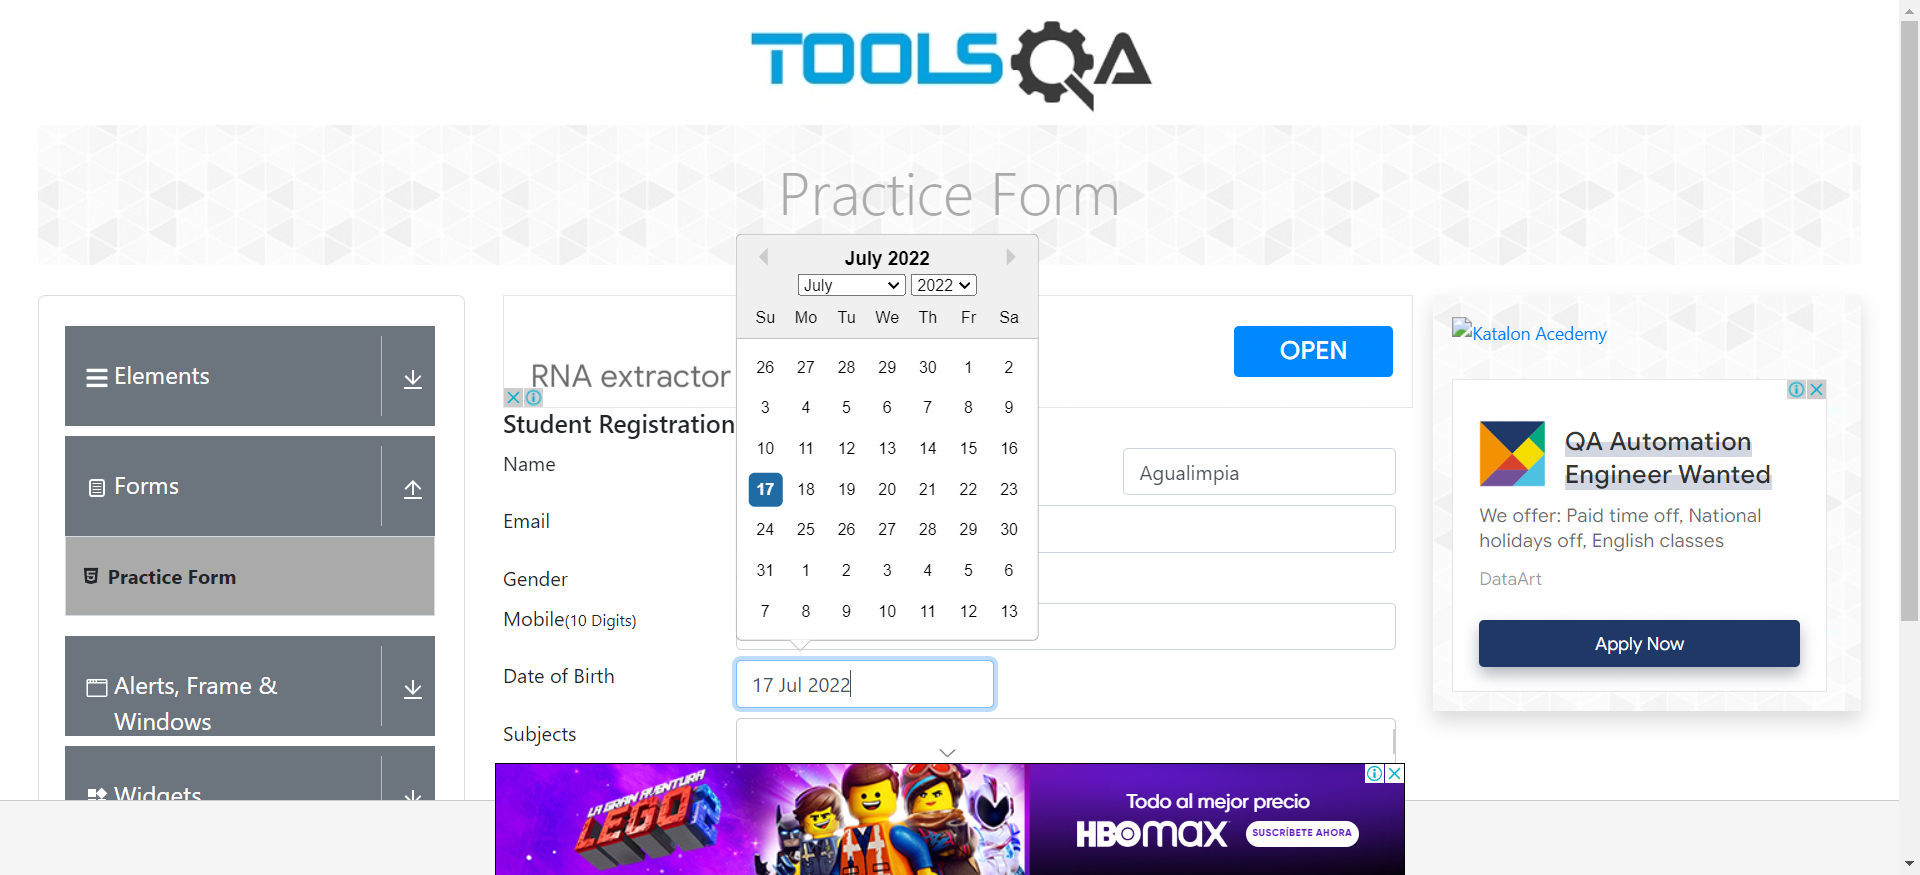 TOOLSQA
Practice Form
July 2022
July 2022
Su Mo Tu We Th Fr Sa
26 27 28 29 30 1 2
3 4 5 6 7 8 9
10 11 12 13 14 15 16
17 18 19 20 21 22 23
24 25 26 27 28 29 30
31 1 2 3 4 5 6
7 8 9 10 11 12 13
Elements
Forms
Practice Form
Alerts, Frame &
Windows
Widgets
RNA extractor
OPEN
Student Registration
Name
Agualimpia
Email
Gender
Mobile(10 Digits)
Date of Birth
17 Jul 2022
Subjects
Katalon Acedemy
QA Automation
Engineer Wanted
We offer: Paid time off, National
holidays off, English classes
DataArt
Apply Now
LA GRAN AVENTURA
LEGO 2
Todo al mejor precio
HBOMAX
SUSCRÍBETE AHORA